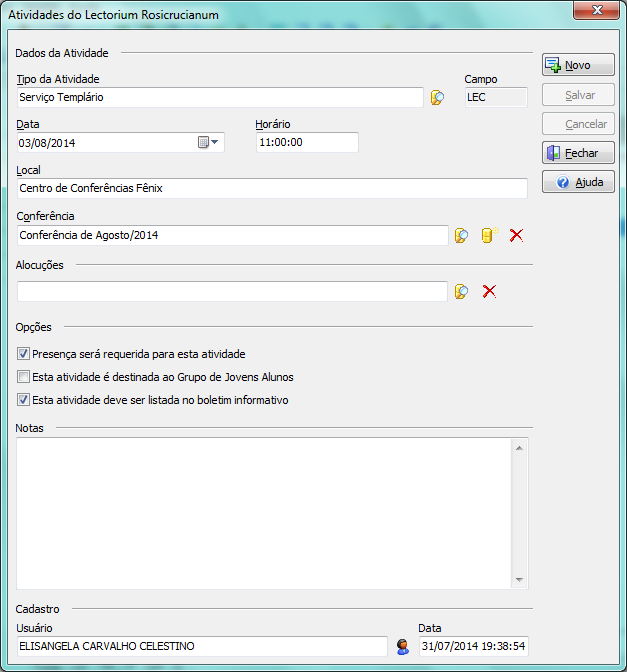 Atividades do Lectorium Rosicrucianum
Dados da Atividade
Tipo da Atividade
Campo
Serviço Templário
LEC
Data
Horário
03/08/2014
11:00:00
Local
Centro de Conferências Fênix
Conferência
Conferência de Agosto/2014
Alocuções
Opções
Presença será requerida para esta atividade
Esta atividade é destinada ao Grupo de Jovens Alunos
Esta atividade deve ser listada no boletim informativo
Notas
Cadastro
Usuário
Data
ELISANGELA CARVALHO CELESTINO
31/07/2014 19:38:54
Novo
Salvar
Cancelar
Fechar
Ajuda